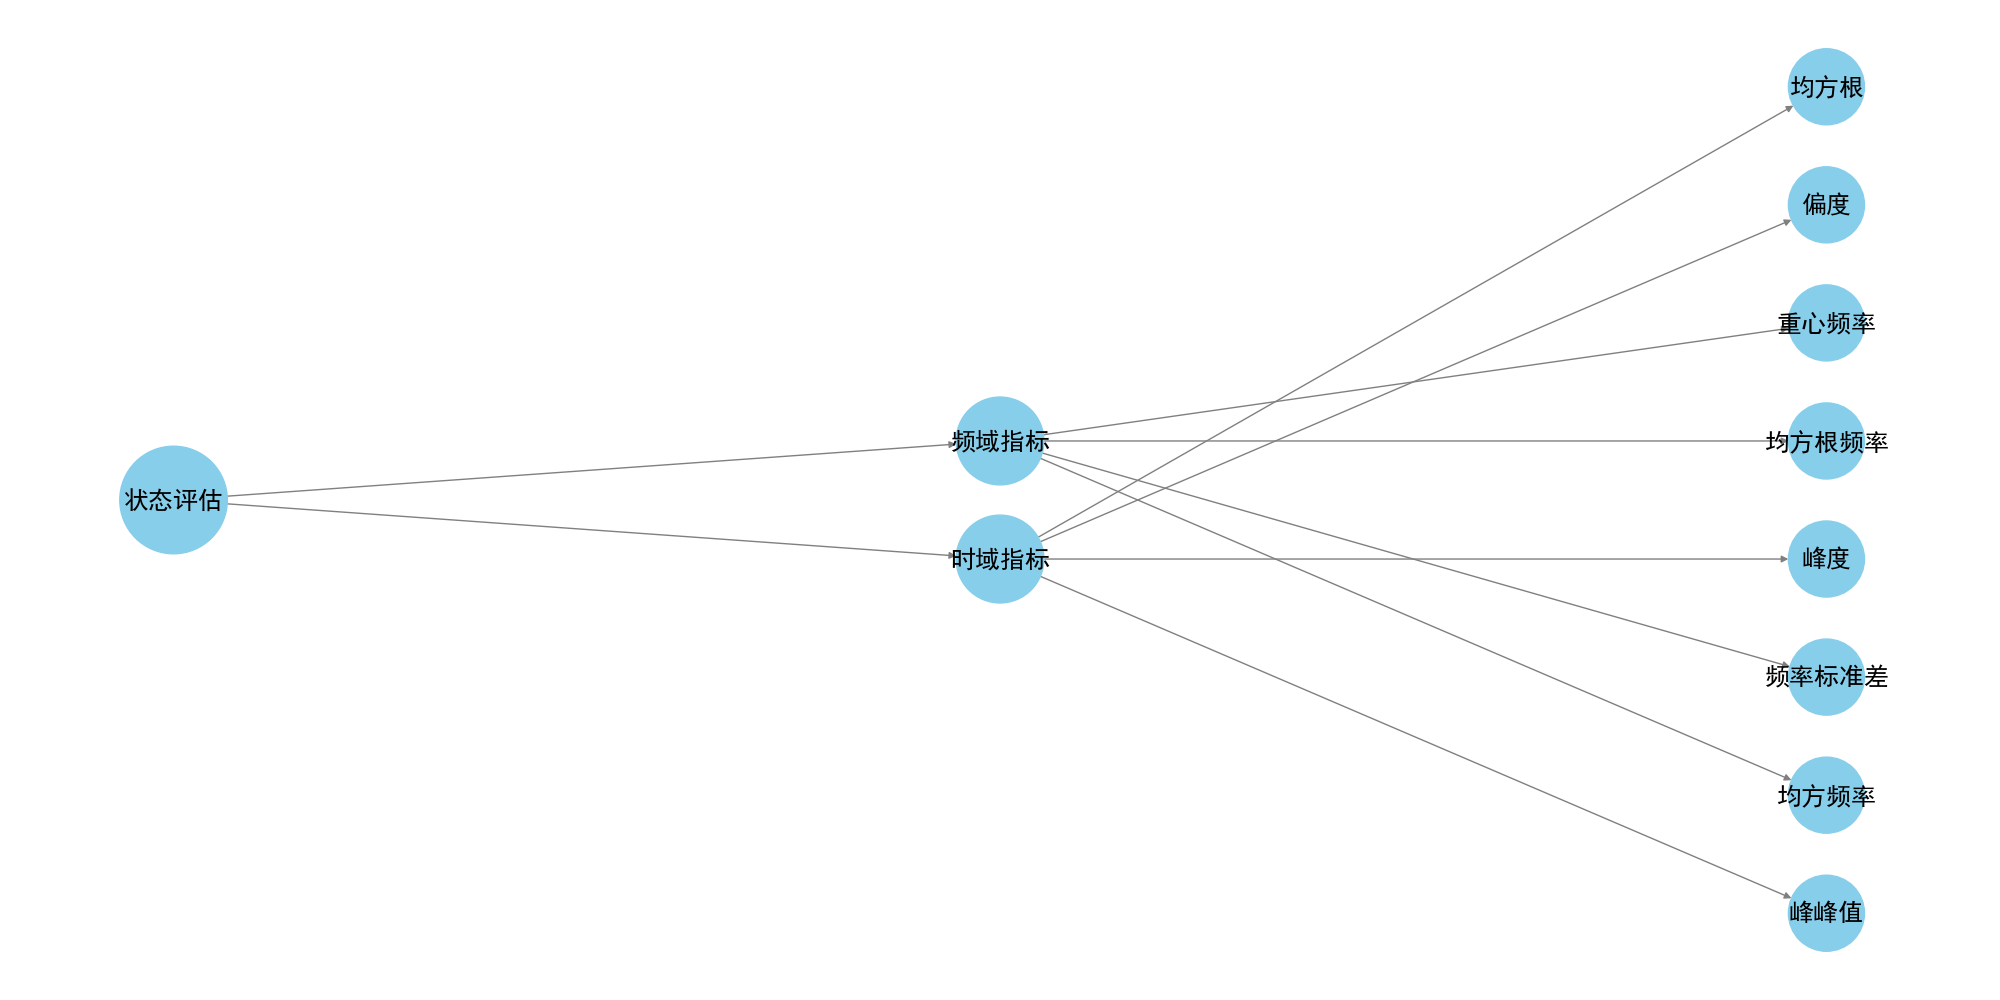 状态评估
频域指标
时域指标
均方根
偏度
重心频率
均方根频率
峰度
频率标准差
均方频率
峰峰值